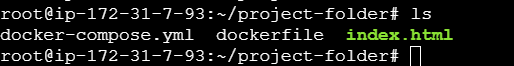 root@ip-172-31-7-93:~/project-folder# ls
docker-compose.yml  dockerfile  index.html
root@ip-172-31-7-93:~/project-folder#